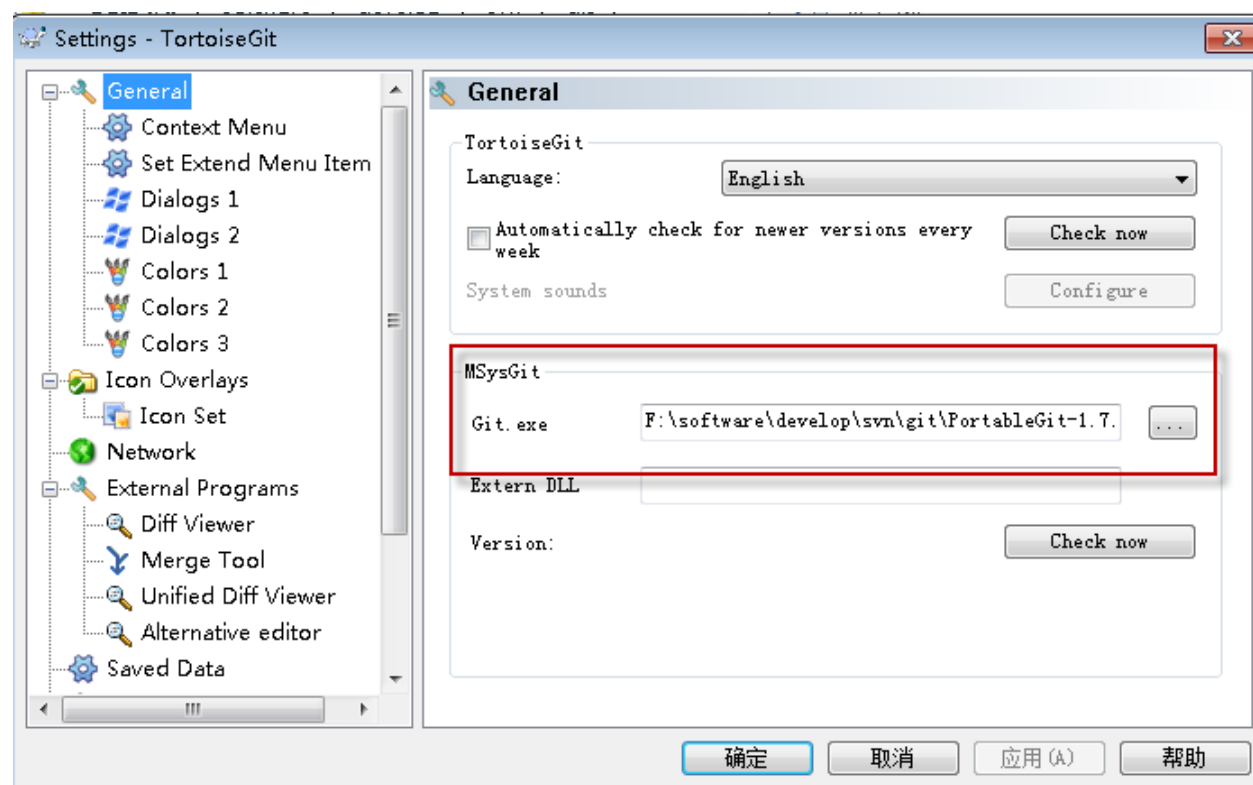 Settings - TortoiseGit
General
Context Menu
Set Extend Menu Item
Dialogs 1
Dialogs 2
Colors 1
Colors 2
Colors 3
Icon Overlays
Icon Set
Network
External Programs
Diff Viewer
Merge Tool
Unified Diff Viewer
Alternative editor
Saved Data
General
TortoiseGit
Language:
English
Automatically check for newer versions every
week
Check now
System sounds
Configure
MSysGit
Git.exe
F:\software\develop\svn\git\PortableGit-1.7.
...
Extern DLL
Version:
Check now
确定
取消
应用(A)
帮助